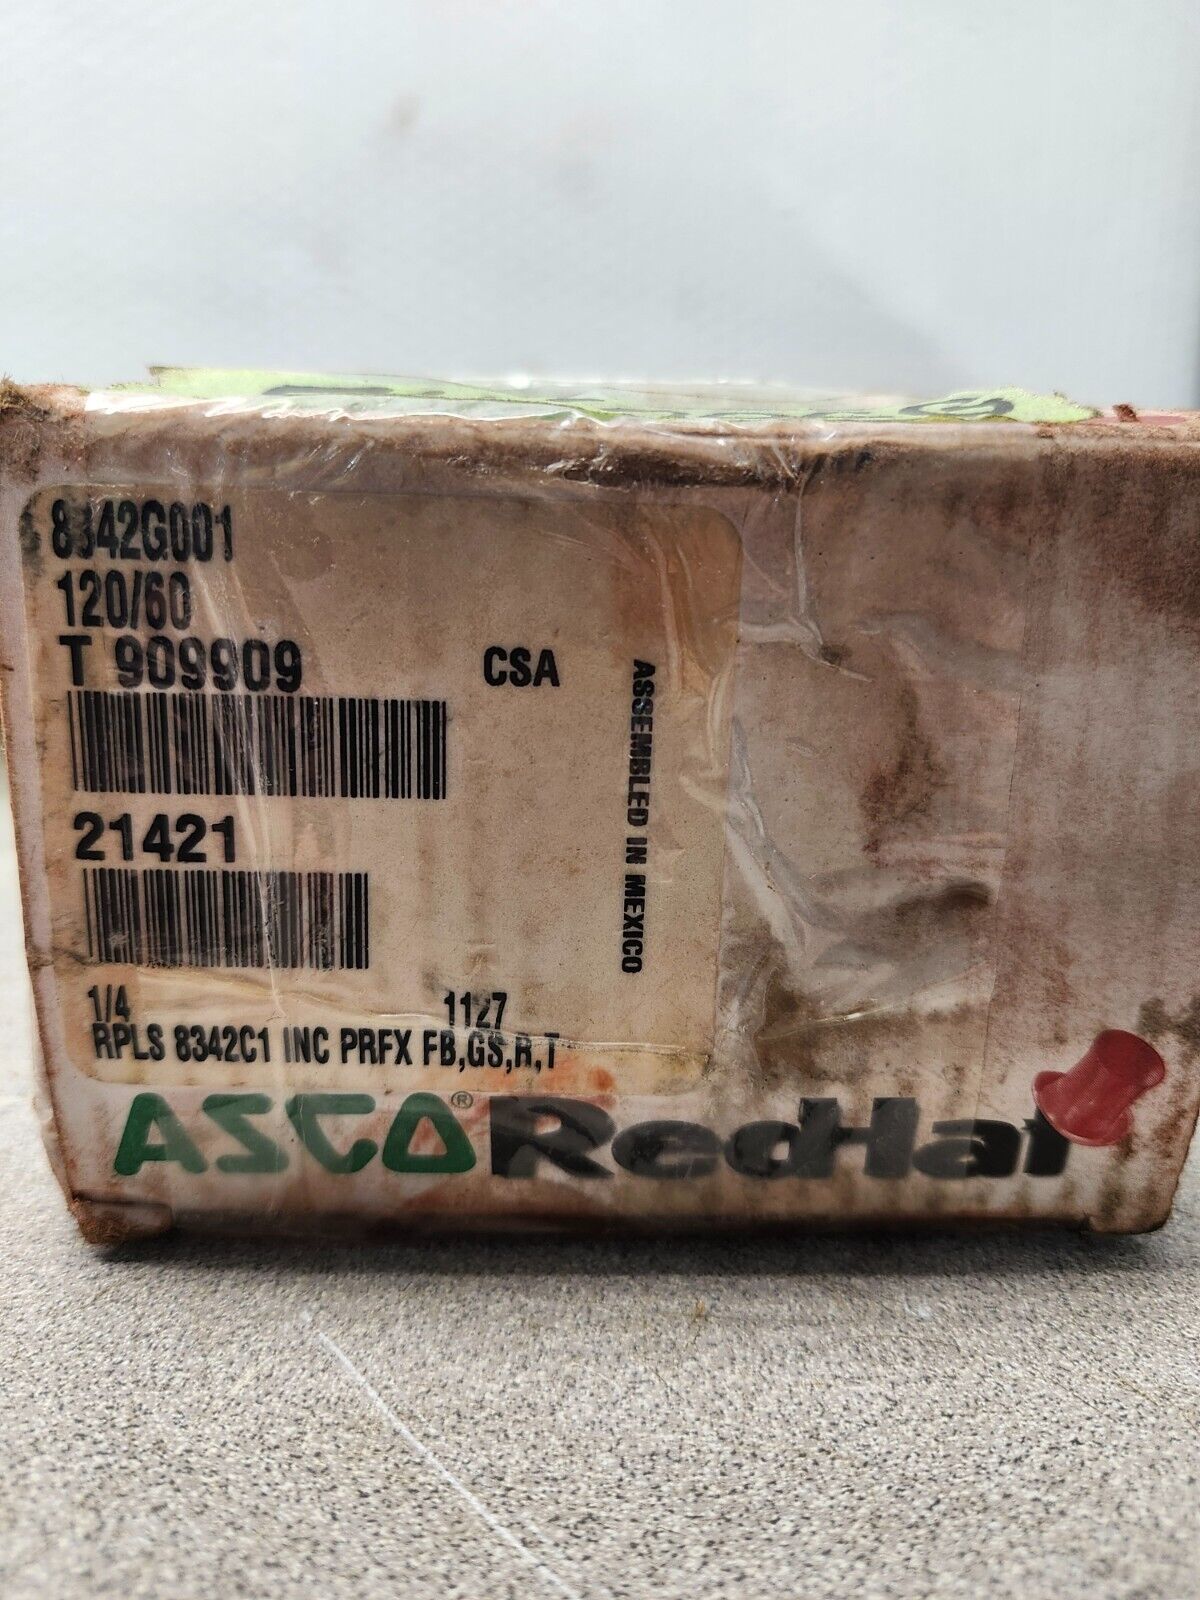 8342G001
120/60
T 909909
CSA
ASSEMBLED IN MEXICO
21421
1/4 1127
RPLS 8342C1 INC PRFX FB,GS,R,T
ASCO® RedHat